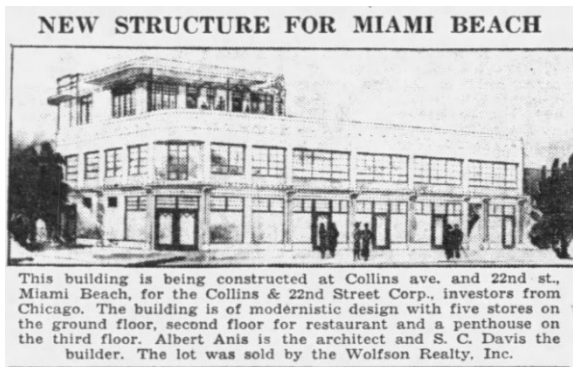 NEW STRUCTURE FOR MIAMI BEACH
This building is being constructed at Collins ave. and 22nd st.,
Miami Beach, for the Collins & 22nd Street Corp., investors from
Chicago. The building is of modernistic design with five stores on
the ground floor, second floor for restaurant and a penthouse on
the third floor. Albert Anis is the architect and S. C. Davis the
builder. The lot was sold by the Wolfson Realty, Inc.